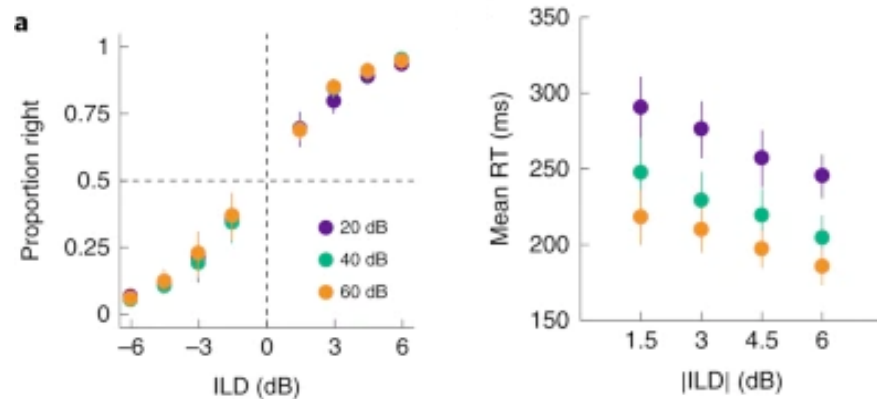 a
Proportion right
1
0.75
0.5
0.25
0
20 dB
40 dB
60 dB
−6
−3
0
3
6
ILD (dB)
Mean RT (ms)
350
300
250
200
150
1.5
3
4.5
6
|ILD| (dB)